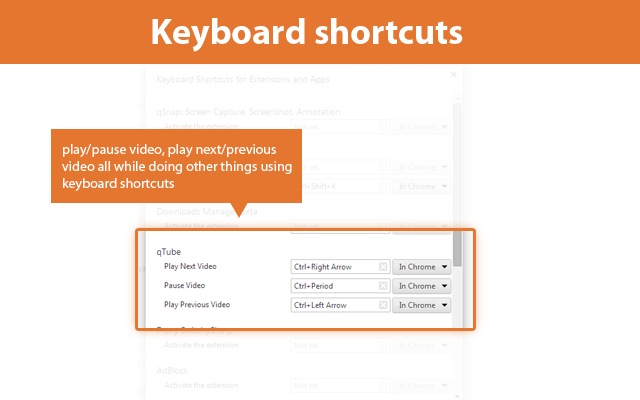 Keyboard shortcuts
Keyboard Shortcuts for Extensions and Apps
qSnap: Screen Capture, Screenshot, Annotation
Activate the extension Not set In Chrome
play/pause video, play next/previous
video all while doing other things using
keyboard shortcuts
In Chrome
+Shift+K In Chrome
Downloads Manager
Activate the extension In Chrome
qTube
Play Next Video Ctrl+Right Arrow In Chrome
Pause Video Ctrl+Period In Chrome
Play Previous Video Ctrl+Left Arrow In Chrome
Activate the extension Not set In Chrome
AdBlock
Activate the extension Not set In Chrome